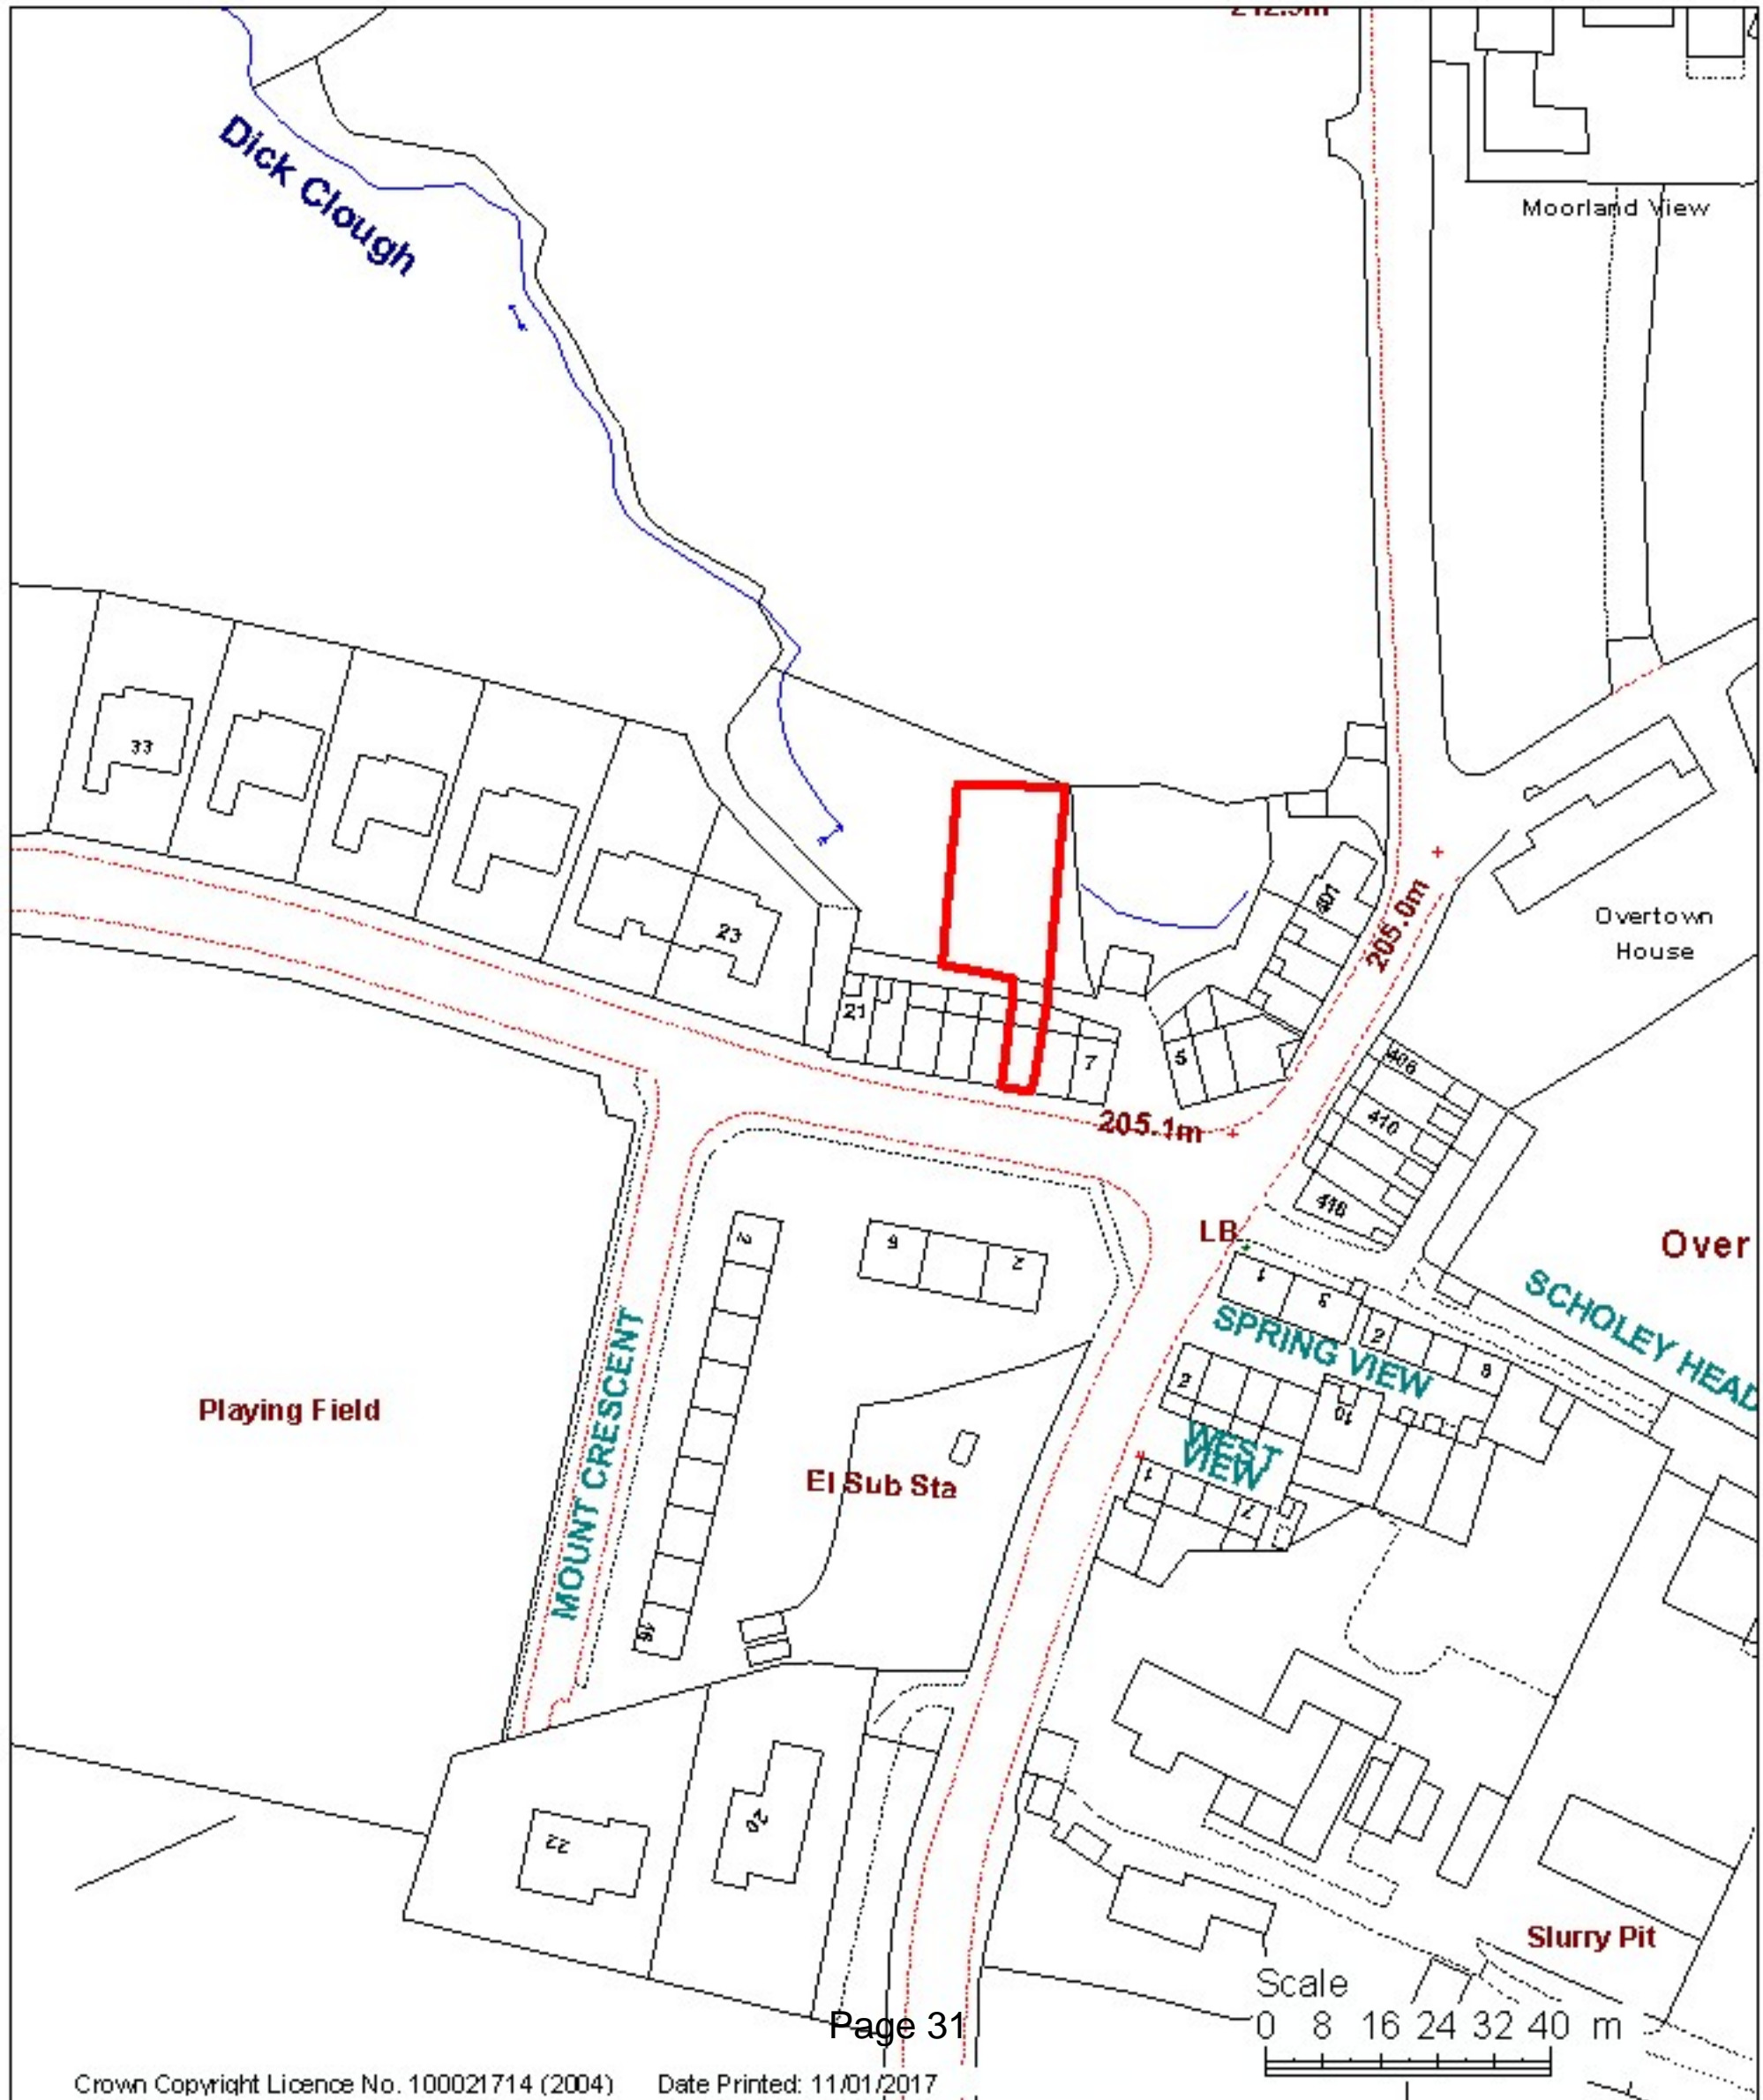 Dick Clough
Moorland View
33
23
401
205.0m
Overtown
House
21
7
5
406
205.1m
410
416
LB
Over
2
6
2
1
2
8
SCHOLEY HEAD
SPRING VIEW
MOUNT CRESCENT
Playing Field
2
10
WEST
VIEW
El Sub Sta
1
7
16
20
22
Slurry Pit
Scale
0 8 16 24 32 40 m
Page 31
Crown Copyright Licence No. 100021714 (2004) Date Printed: 11/01/2017